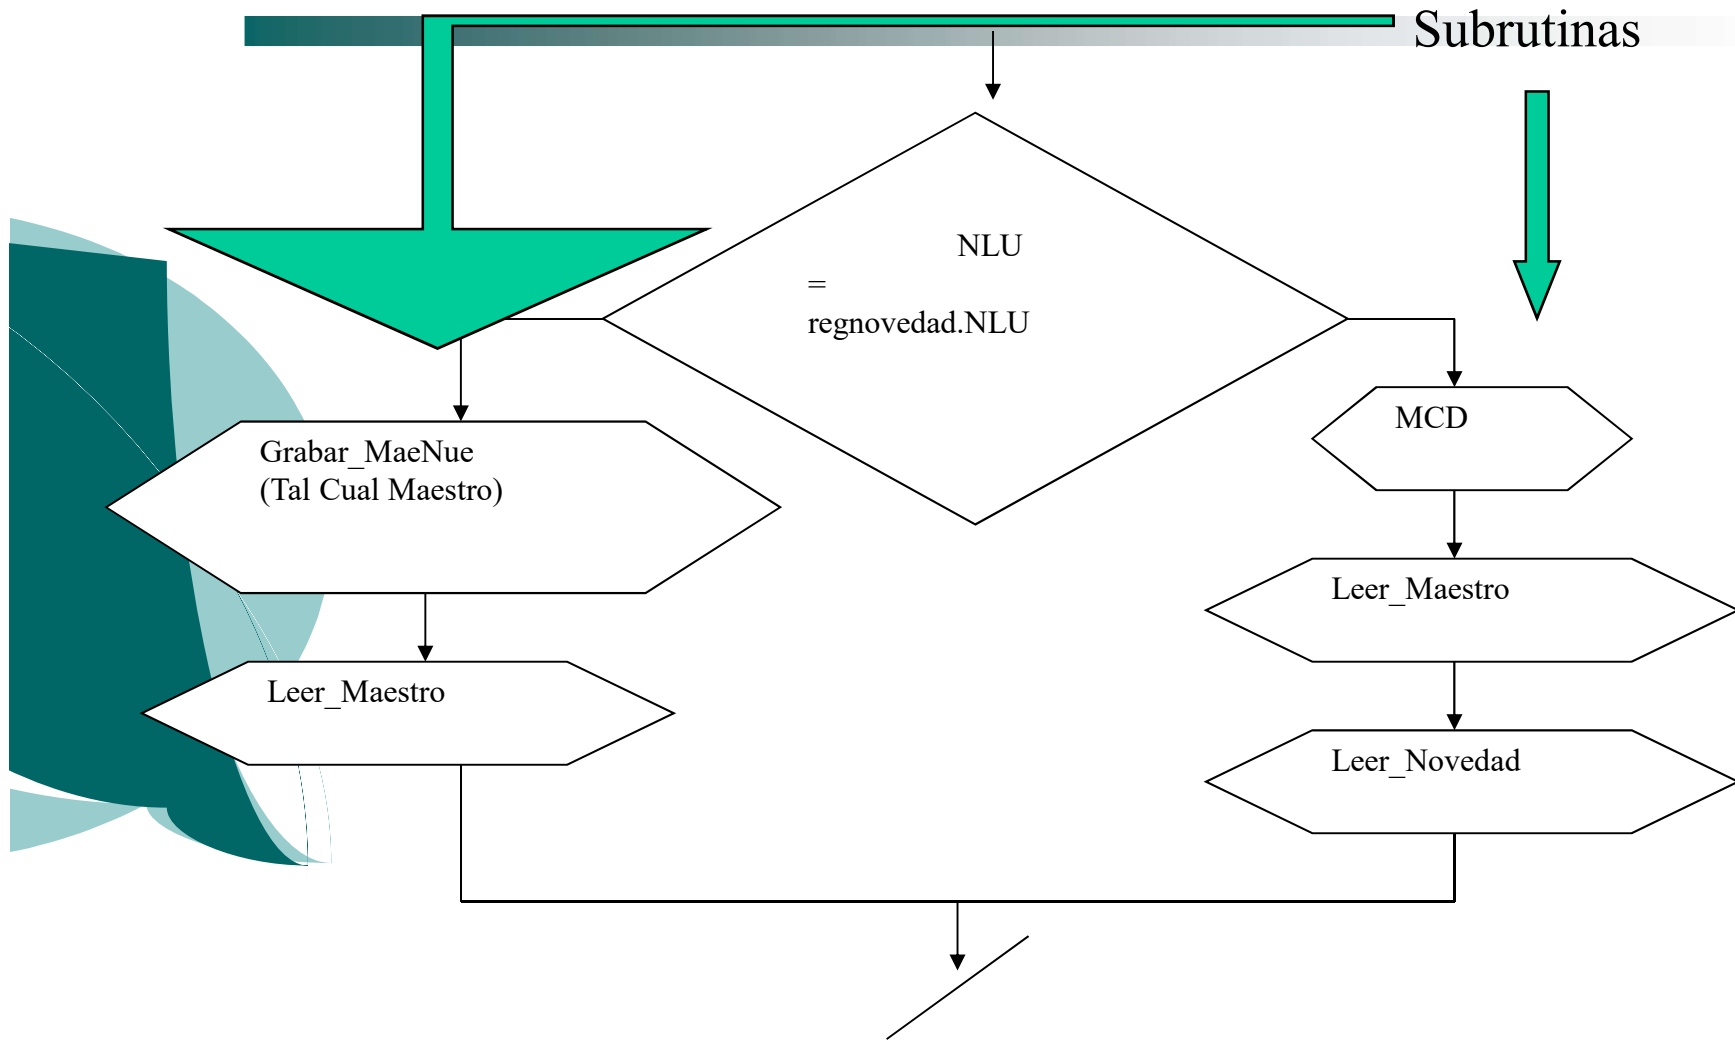 Subrutinas
NLU
=
regnovedad.NLU
MCD
Grabar_MaeNue
(Tal Cual Maestro)
Leer_Maestro
Leer_Maestro
Leer_Novedad